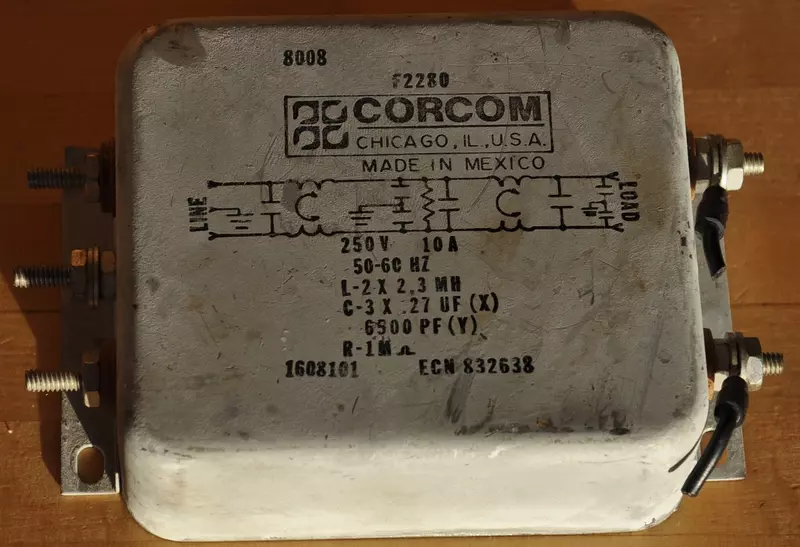 8008
F2280
CORCOM
CHICAGO, IL., U.S.A.
MADE IN MEXICO
LINE
LOAD
250V 10A
50-60 HZ
L-2 X 2.3 MH
C-3 X .27 UF (X)
6500 PF (Y)
R-1M Ω
1608101 ECN 832638